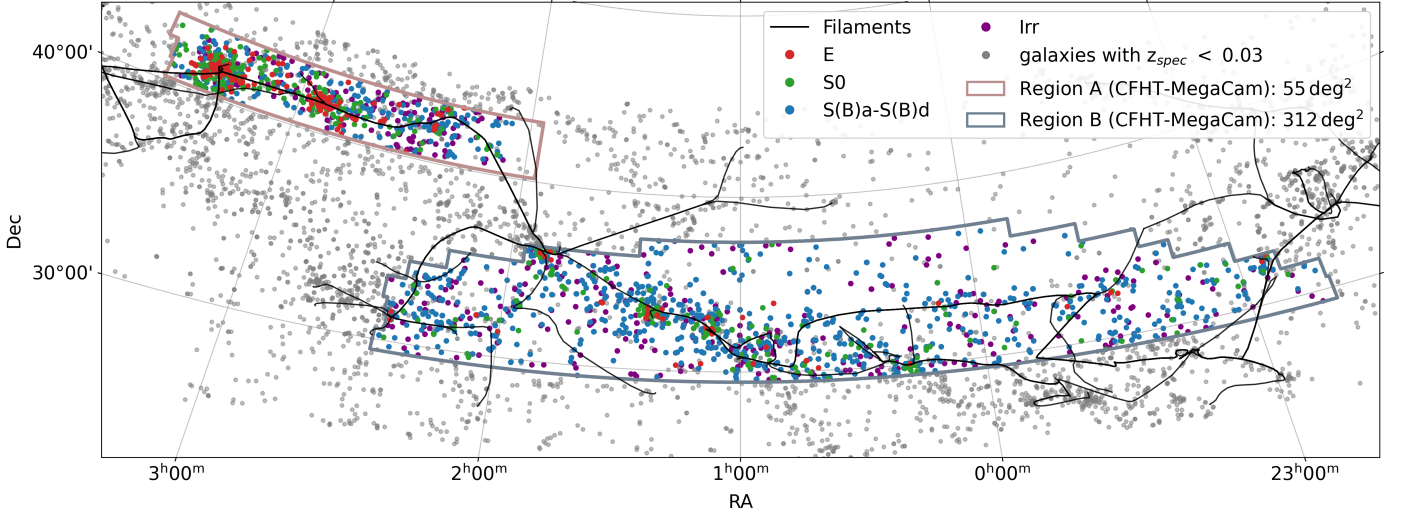 Filaments
E
S0
S(B)a-S(B)d
Irr
galaxies with z_spec < 0.03
Region A (CFHT-MegaCam): 55 deg²
Region B (CFHT-MegaCam): 312 deg²
40°00'
30°00'
Dec
3ʰ00ᵐ
2ʰ00ᵐ
1ʰ00ᵐ
0ʰ00ᵐ
23ʰ00ᵐ
RA